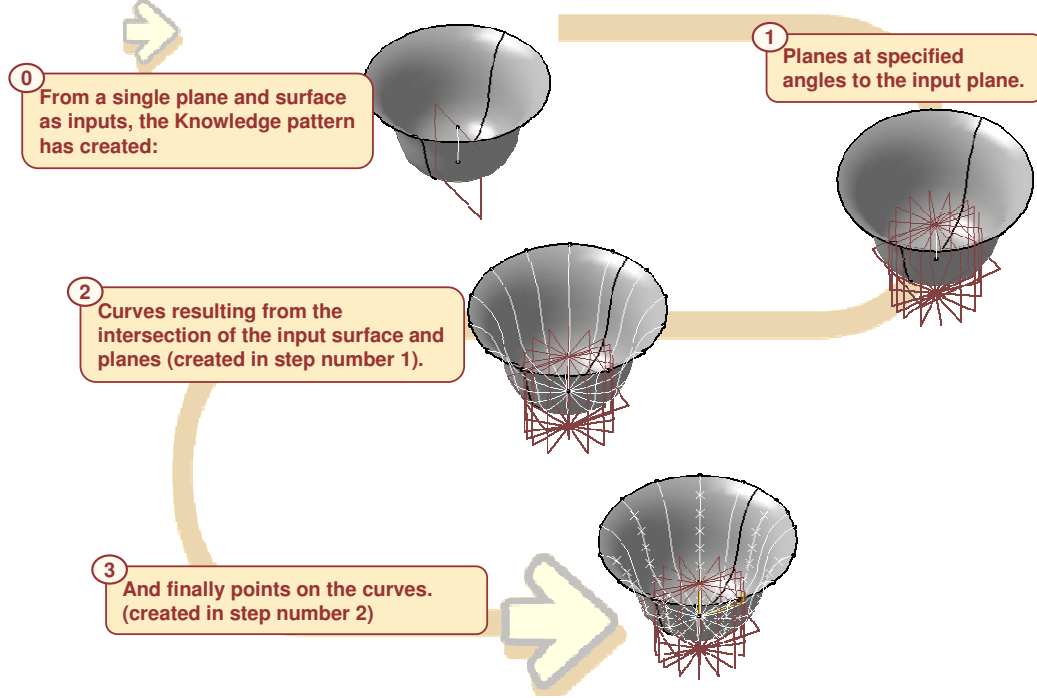 0
From a single plane and surface
as inputs, the Knowledge pattern
has created:
1
Planes at specified
angles to the input plane.
2
Curves resulting from the
intersection of the input surface and
planes (created in step number 1).
3
And finally points on the curves.
(created in step number 2)